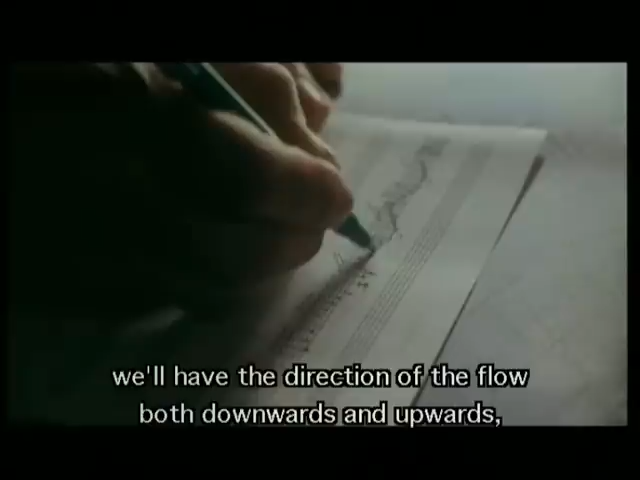 we'll have the direction of the flow
both downwards and upwards,